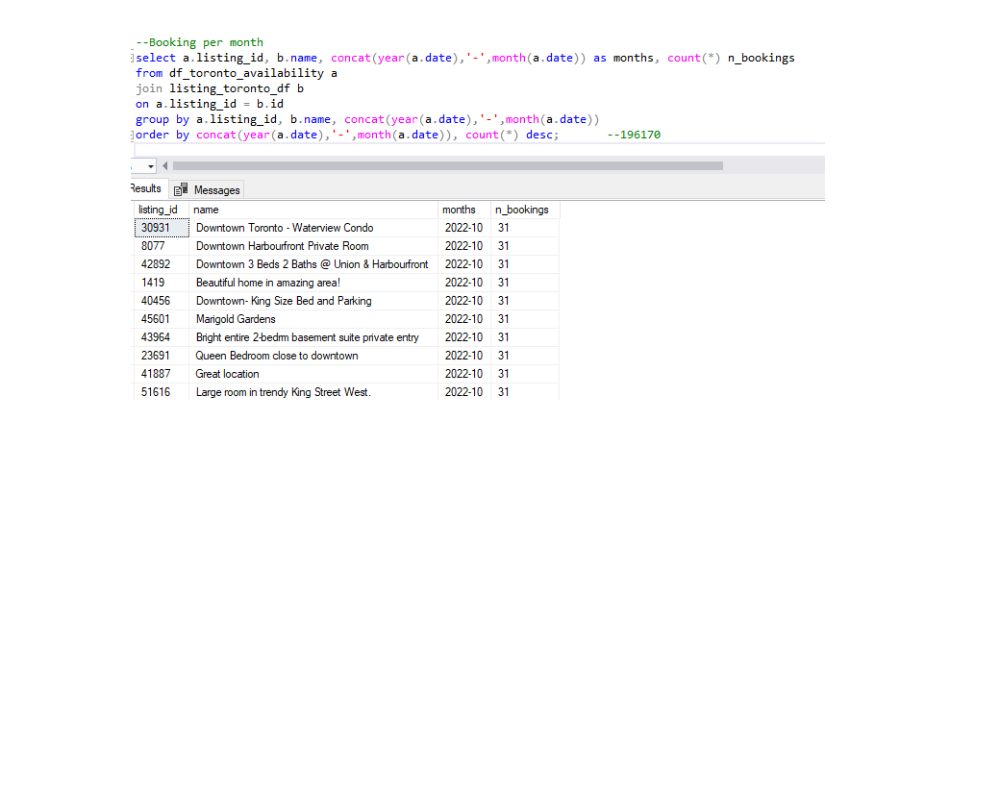 --Booking per month
select a.listing_id, b.name, concat(year(a.date),'-',month(a.date)) as months, count(*) n_bookings
from df_toronto_availability a
join listing_toronto_df b
on a.listing_id = b.id
group by a.listing_id, b.name, concat(year(a.date),'-',month(a.date))
order by concat(year(a.date),'-',month(a.date)), count(*) desc; --196170
Results Messages
listing_id name months n_bookings
30931 Downtown Toronto - Waterview Condo 2022-10 31
8077 Downtown Harbourfront Private Room 2022-10 31
42892 Downtown 3 Beds 2 Baths @ Union & Harbourfront 2022-10 31
1419 Beautiful home in amazing area! 2022-10 31
40456 Downtown- King Size Bed and Parking 2022-10 31
45601 Marigold Gardens 2022-10 31
43964 Bright entire 2-bedrm basement suite private entry 2022-10 31
23691 Queen Bedroom close to downtown 2022-10 31
41887 Great location 2022-10 31
51616 Large room in trendy King Street West. 2022-10 31